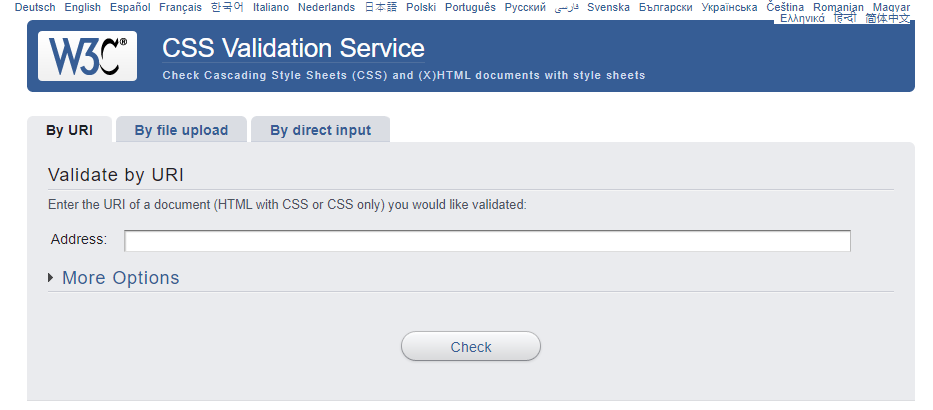 Deutsch English Español Français 한국어 Italiano Nederlands 日本語 Polski Português Русский فارسی Svenska Български Українська Čeština Romanian Magyar
Ελληνικά हिन्दी 简体中文
W3C® CSS Validation Service
Check Cascading Style Sheets (CSS) and (X)HTML documents with style sheets
By URI By file upload By direct input
Validate by URI
Enter the URI of a document (HTML with CSS or CSS only) you would like validated:
Address:
More Options
Check